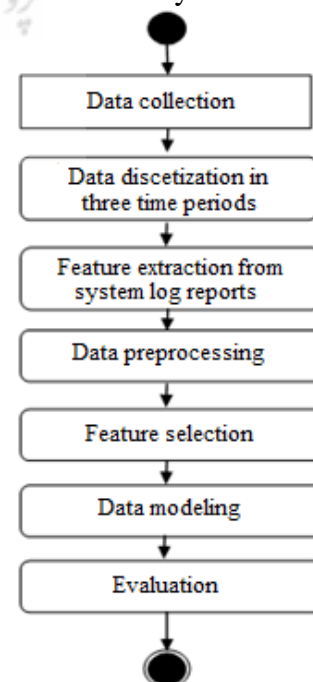 Data collection
Data discetization in
three time periods
Feature extraction from
system log reports
Data preprocessing
Feature selection
Data modeling
Evaluation